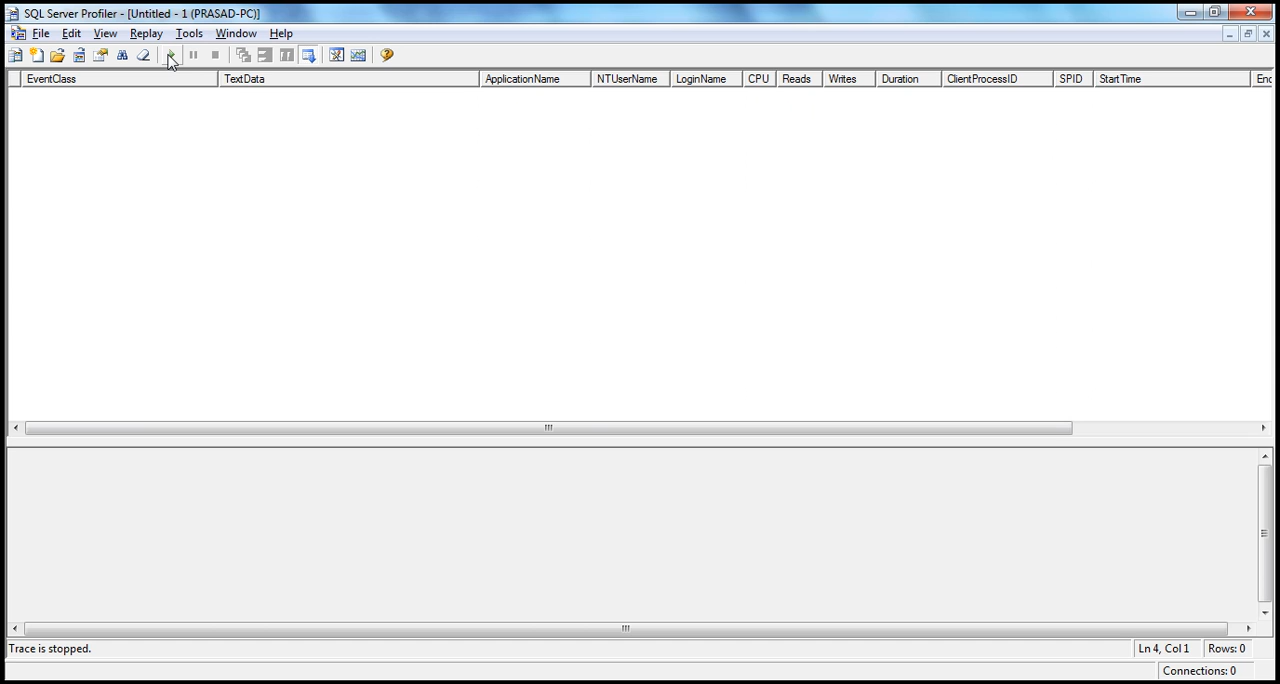 SQL Server Profiler - [Untitled - 1 (PRASAD-PC)]
File Edit View Replay Tools Window Help
EventClass TextData ApplicationName NTUserName LoginName CPU Reads Writes Duration ClientProcessID SPID StartTime
Trace is stopped. Ln 4, Col 1 Rows: 0
Connections: 0